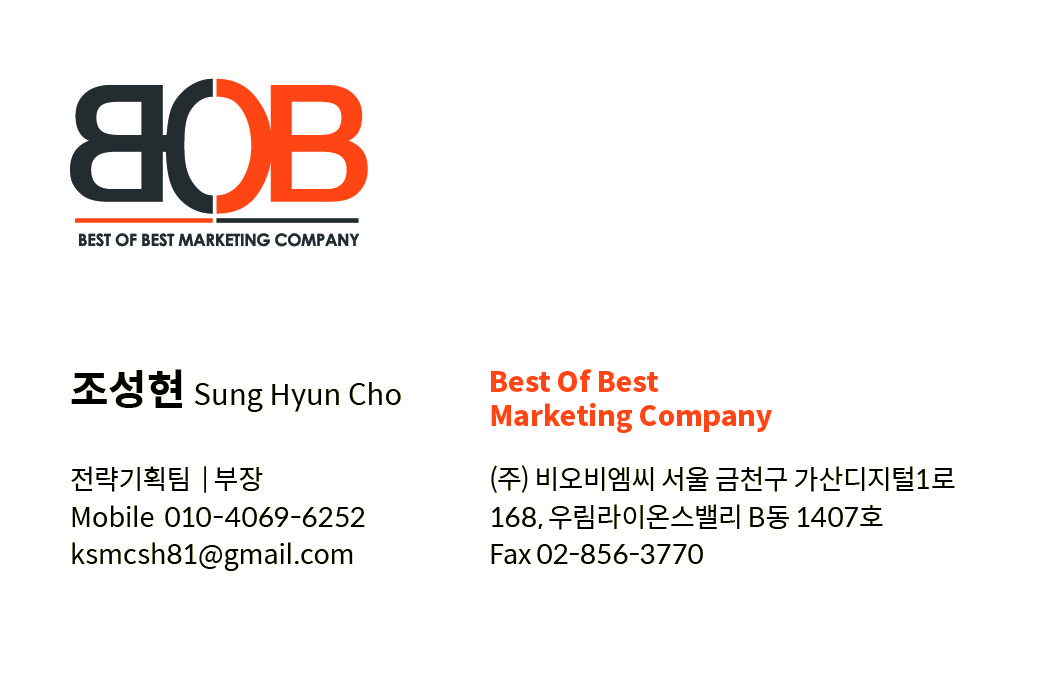 BOB
BEST OF BEST MARKETING COMPANY
조성현 Sung Hyun Cho
전략기획팀 | 부장
Mobile 010-4069-6252
ksmcsh81@gmail.com
Best Of Best
Marketing Company
(주) 비오비엠씨 서울 금천구 가산디지털1로
168, 우림라이온스밸리 B동 1407호
Fax 02-856-3770